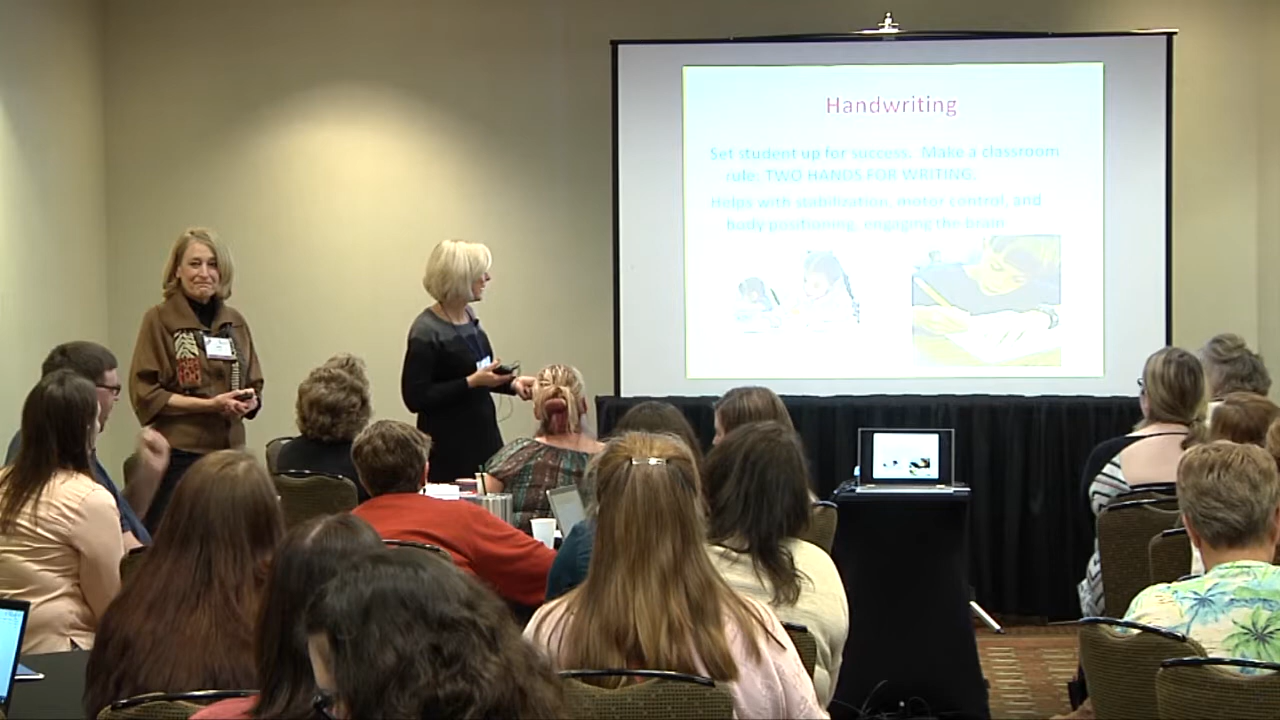 Handwriting
Set student up for success. Make a classroom
rule. TWO HANDS FOR WRITING.
Helps with stabilization, motor control, and
body positioning, engaging the brain